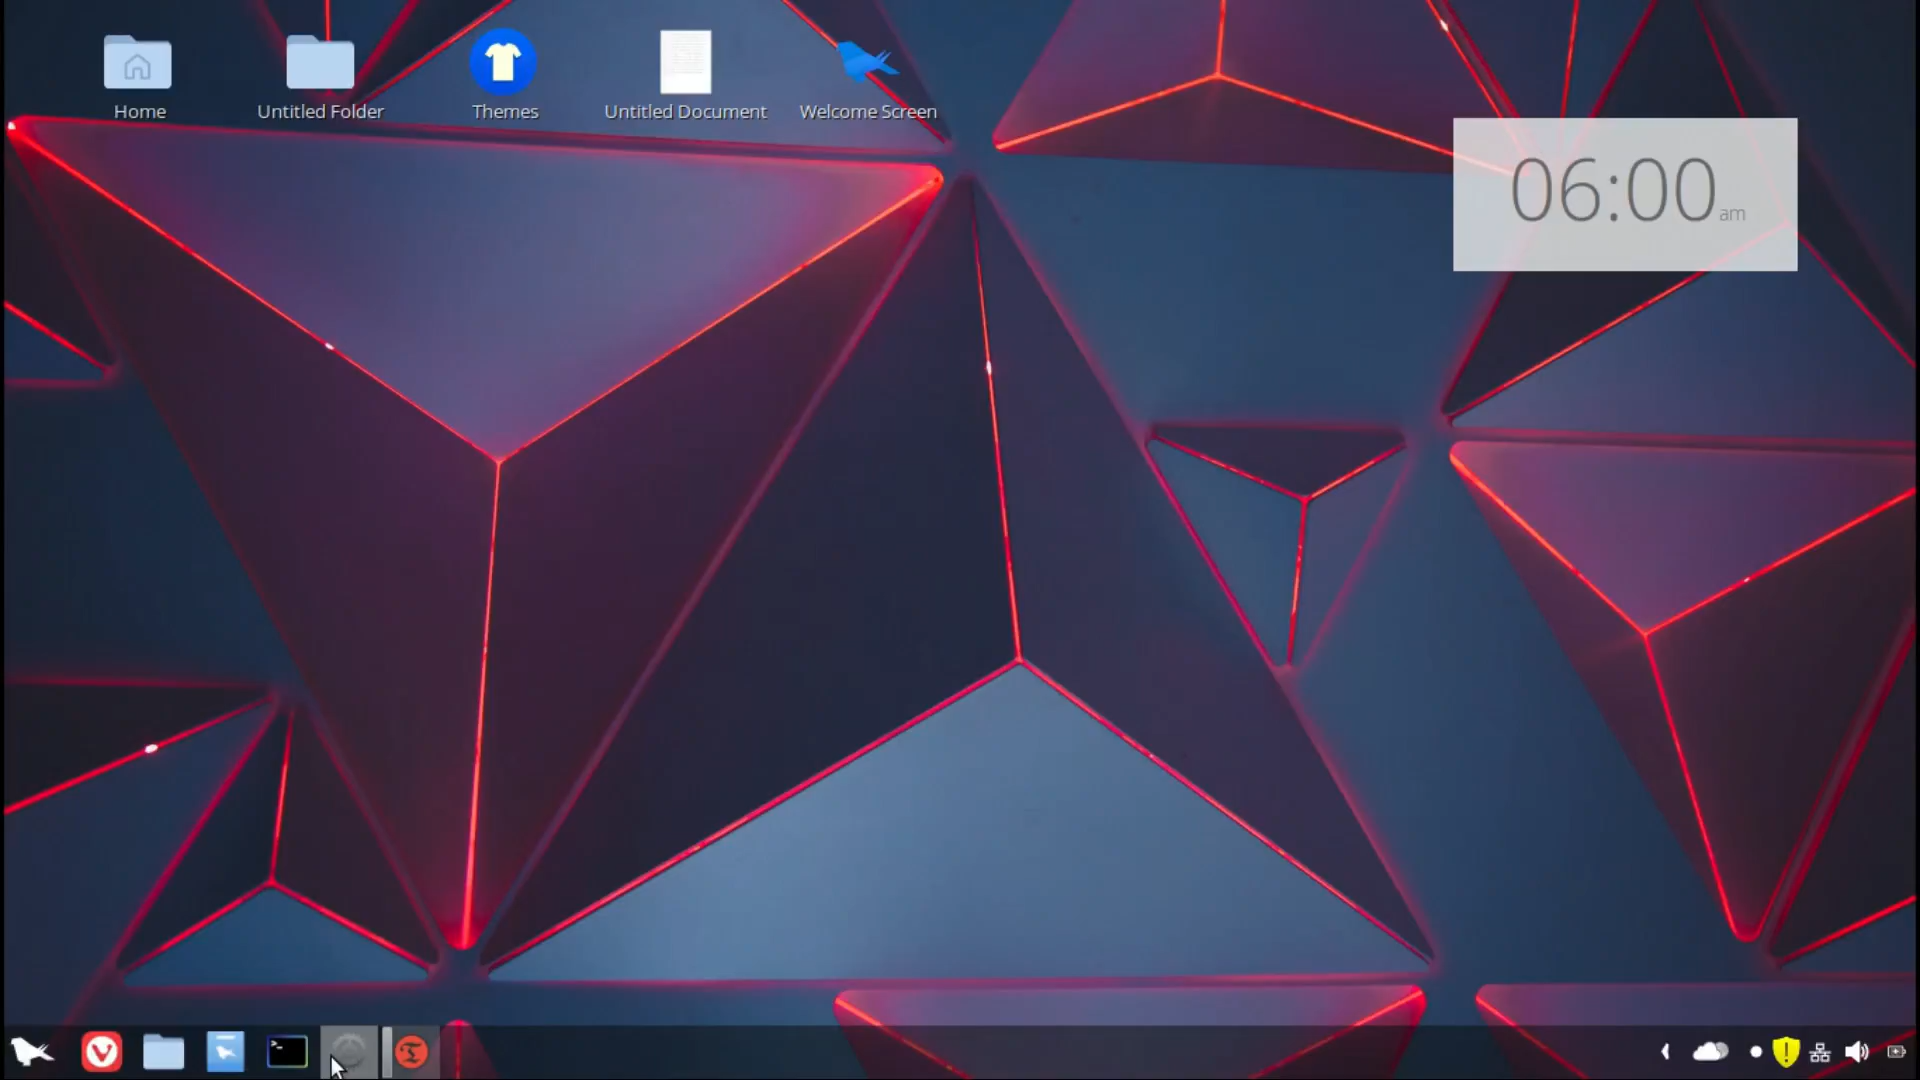 Home
Untitled Folder
Themes
Untitled Document
Welcome Screen
06:00 am
>_